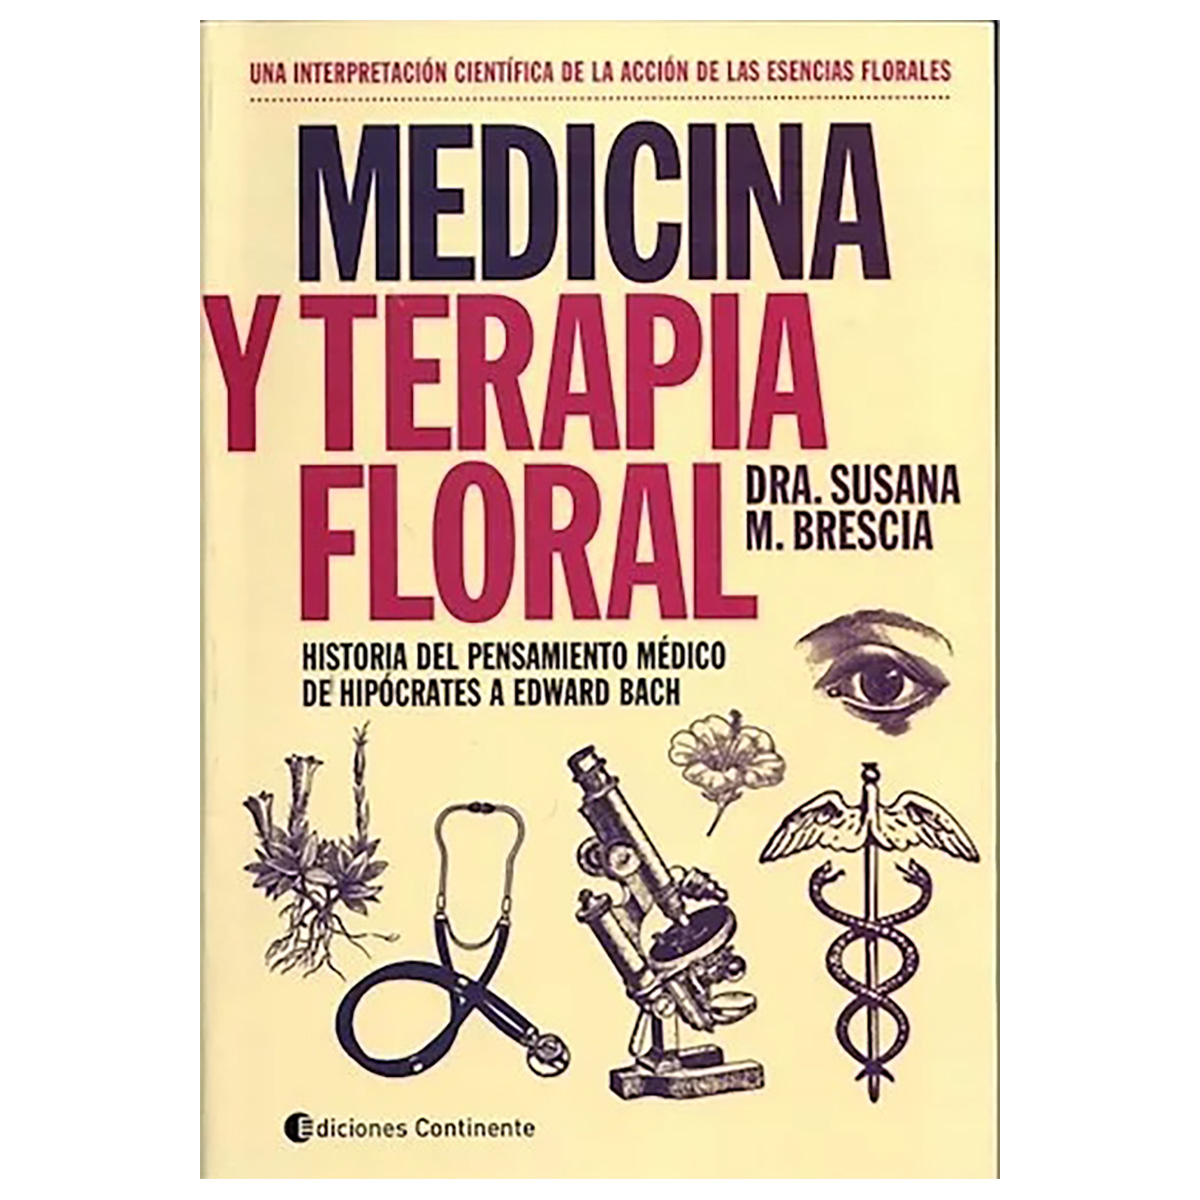 UNA INTERPRETACIÓN CIENTÍFICA DE LA ACCIÓN DE LAS ESENCIAS FLORALES
MEDICINA
Y TERAPIA
FLORAL
DRA. SUSANA
M. BRESCIA
HISTORIA DEL PENSAMIENTO MÉDICO
DE HIPÓCRATES A EDWARD BACH
Ediciones Continente